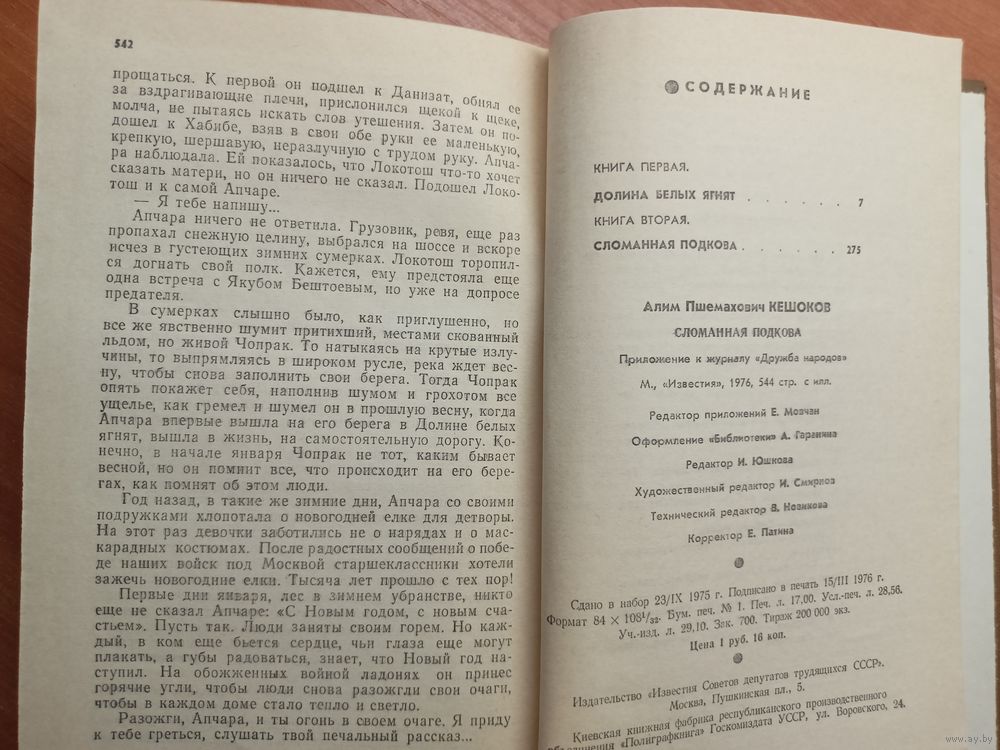 542
прощаться. К первой он подошел к Данизат, обнял ее
за вздрагивающие плечи, прислонился щекой к щеке,
молча, не пытаясь искать слов утешения. Затем он по-
дошел к Хабибе, взяв в свои обе руки ее маленькую,
крепкую, шершавую, неразлучную с трудом руку. Апча-
ра наблюдала. Ей показалось, что Локотош что-то хочет
сказать матери, но он ничего не сказал. Подошел Локо-
тош и к самой Апчаре.
— Я тебе напишу...
Апчара ничего не ответила. Грузовик, ревя, еще раз
пропахал снежную целину, выбрался на шоссе и вскоре
исчез в густеющих зимних сумерках. Локотош торопил-
ся догнать свой полк. Кажется, ему предстояла еще
одна встреча с Якубом Бештоевым, но уже на допросе
предателя.
В сумерках слышно было, как приглушенно, но
все же явственно шумит притихший, местами скованный
льдом, но живой Чопрак. То натыкаясь на крутые излу-
чины, то выпрямляясь в широком русле, река ждет вес-
ну, чтобы снова заполнить свои берега. Тогда Чопрак
опять покажет себя, наполнив шумом и грохотом все
ущелье, как гремел и шумел он в прошлую весну, когда
Апчара впервые вышла на его берега в Долине белых
ягнят, вышла в жизнь, на самостоятельную дорогу. Ко-
нечно, в начале января Чопрак не тот, каким бывает
весной, но он помнит все, что происходит на его бере-
гах, как помнят об этом люди.
Год назад, в такие же зимние дни, Апчара со своими
подружками хлопотала о новогодней елке для детворы.
На этот раз девочки заботились не о нарядах и о мас-
карадных костюмах. После радостных сообщений о побе-
де наших войск под Москвой старшеклассники хотели
зажечь новогодние елки. Тысяча лет прошло с тех пор!
Первые дни января, лес в зимнем убранстве, никто
еще не сказал Апчаре: «С Новым годом, с новым сча-
стьем». Пусть так. Люди заняты своим горем. Но каж-
дый, в ком еще бьется сердце, чьи глаза еще могут
плакать, а губы радоваться, знает, что Новый год на-
ступил. На обожженных войной ладонях он принес
горячие угли, чтобы люди снова разожгли свои очаги,
чтобы в каждом доме стало тепло и светло.
Разожги, Апчара, и ты огонь в своем очаге. Я приду
к тебе греться, слушать твой печальный рассказ...
СОДЕРЖАНИЕ
КНИГА ПЕРВАЯ.
ДОЛИНА БЕЛЫХ ЯГНЯТ . . . . . . 7
КНИГА ВТОРАЯ.
СЛОМАННАЯ ПОДКОВА . . . . . . 275
Алим Пшемахович КЕШОКОВ
СЛОМАННАЯ ПОДКОВА
Приложение к журналу «Дружба народов»
М., «Известия», 1976, 544 стр. с илл.
Редактор приложений Е. Мовчан
Оформление «Библиотеки» А. Гаранина
Редактор И. Юшкова
Художественный редактор И. Смирнов
Технический редактор В. Новикова
Корректор Е. Патина
Сдано в набор 23/IX 1975 г. Подписано в печать 15/III 1976 г.
Формат 84 × 108¹/₃₂. Бум. печ. № 1. Печ. л. 17,00. Усл.-печ. л. 28,56.
Уч.-изд. л. 29,10. Зак. 700. Тираж 200 000 экз.
Цена 1 руб. 16 коп.
Издательство «Известия Советов депутатов трудящихся СССР».
Москва, Пушкинская пл., 5.
Киевская книжная фабрика республиканского производственного
объединения «Полиграфкнига» Госкомиздата УССР, ул. Воровского, 24.
www.ay.by